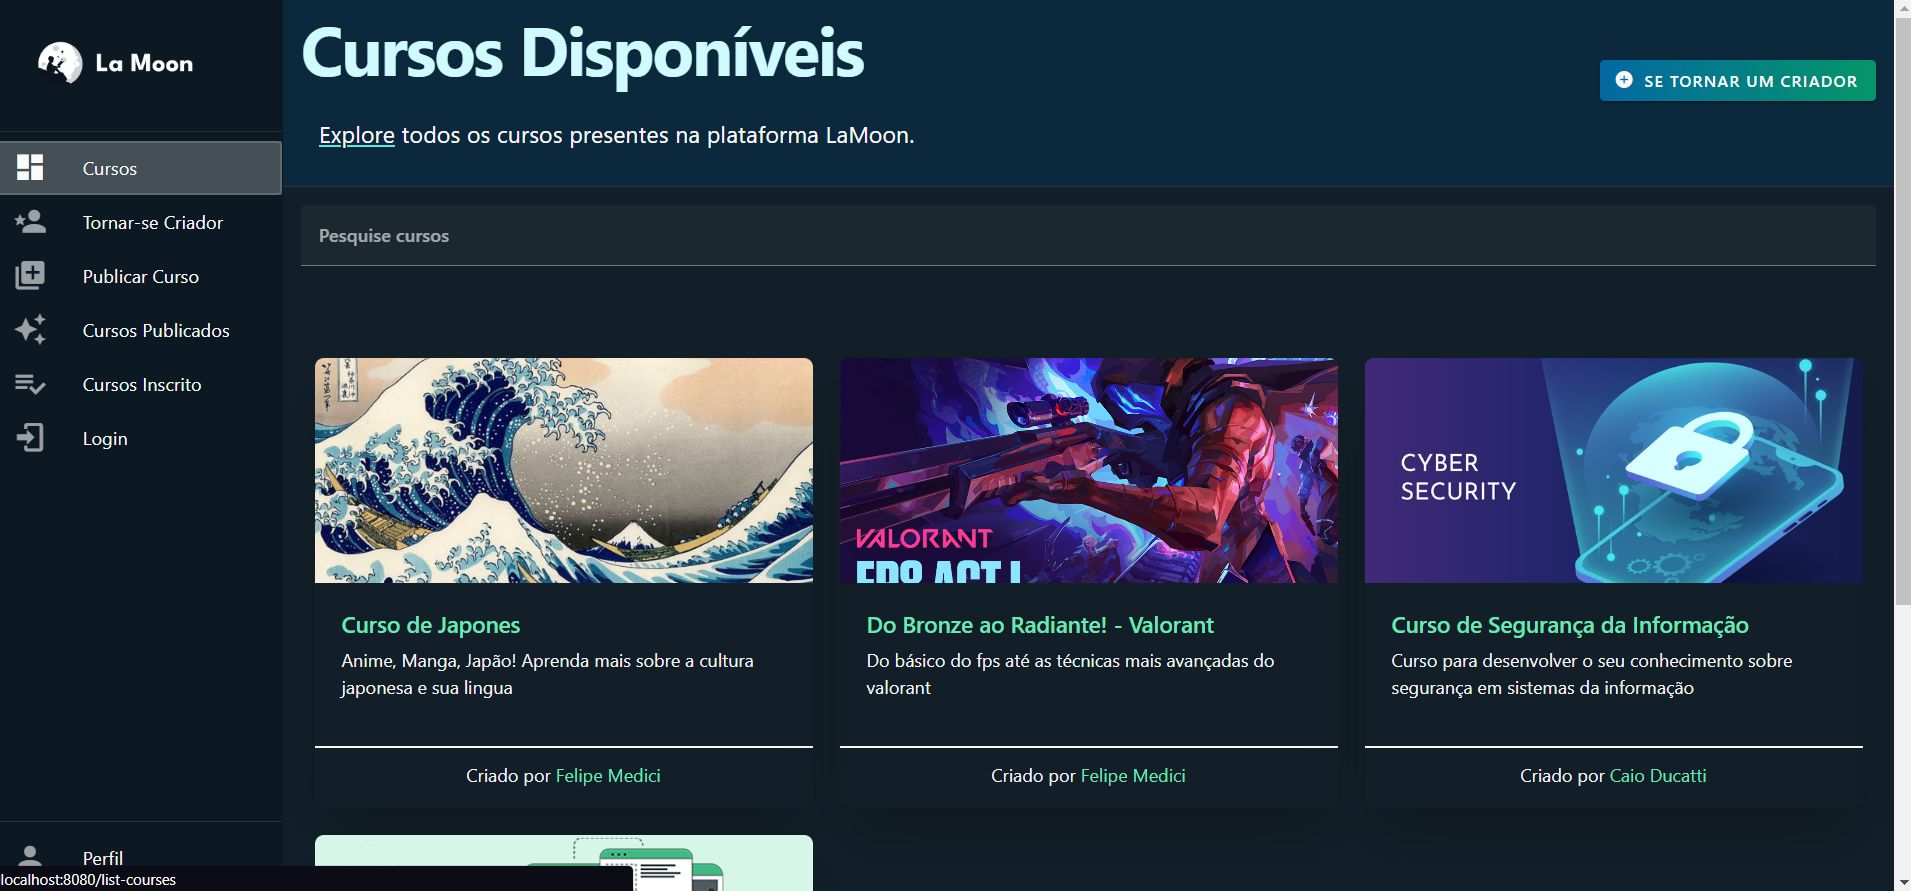 La Moon
Cursos
Tornar-se Criador
Publicar Curso
Cursos Publicados
Cursos Inscrito
Login
Perfil
localhost:8080/list-courses
Cursos Disponíveis
SE TORNAR UM CRIADOR
Explore todos os cursos presentes na plataforma LaMoon.
Pesquise cursos
Curso de Japones
Anime, Manga, Japão! Aprenda mais sobre a cultura
japonesa e sua lingua
Criado por Felipe Medici
VALORANT
EP8 ACT I
Do Bronze ao Radiante! - Valorant
Do básico do fps até as técnicas mais avançadas do
valorant
Criado por Felipe Medici
CYBER
SECURITY
Curso de Segurança da Informação
Curso para desenvolver o seu conhecimento sobre
segurança em sistemas da informação
Criado por Caio Ducatti